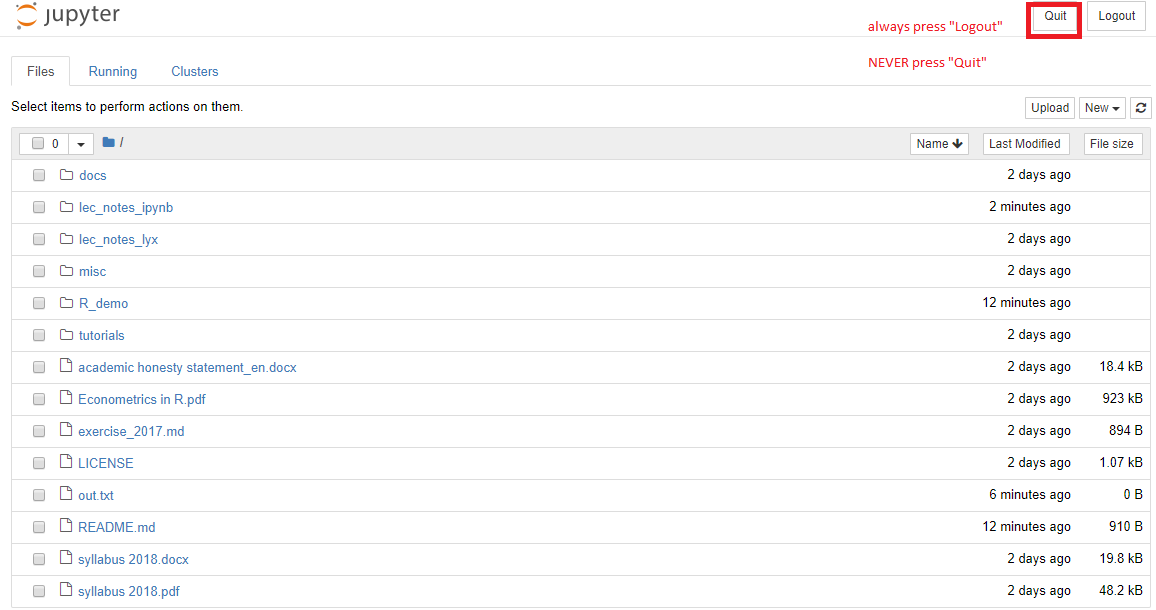 jupyter
always press "Logout"
Quit Logout
NEVER press "Quit"
Files Running Clusters
Select items to perform actions on them.
Upload New
0 / Name Last Modified File size
docs 2 days ago
lec_notes_ipynb 2 minutes ago
lec_notes_lyx 2 days ago
misc 2 days ago
R_demo 12 minutes ago
tutorials 2 days ago
academic honesty statement_en.docx 2 days ago 18.4 kB
Econometrics in R.pdf 2 days ago 923 kB
exercise_2017.md 2 days ago 894 B
LICENSE 2 days ago 1.07 kB
out.txt 6 minutes ago 0 B
README.md 12 minutes ago 910 B
syllabus 2018.docx 2 days ago 19.8 kB
syllabus 2018.pdf 2 days ago 48.2 kB